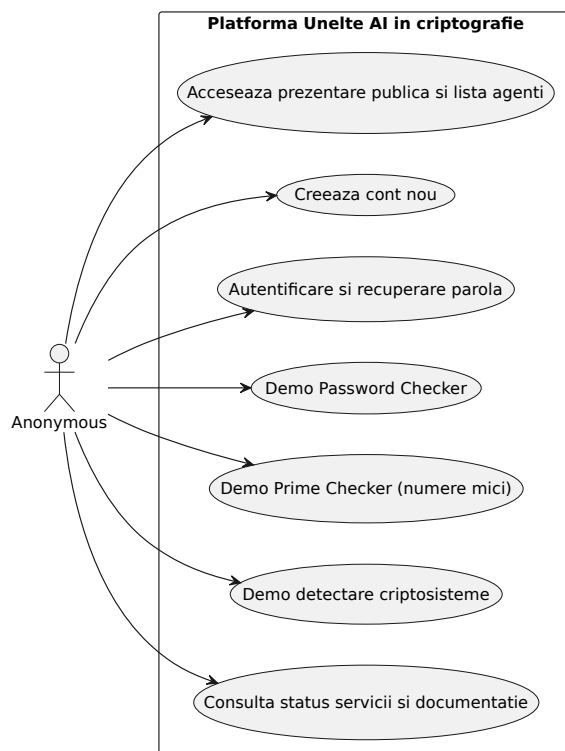 Platforma Unelte AI in criptografie
Acceseaza prezentare publica si lista agenti
Creeaza cont nou
Autentificare si recuperare parola
Demo Password Checker
Anonymous
Demo Prime Checker (numere mici)
Demo detectare criptosisteme
Consulta status servicii si documentatie